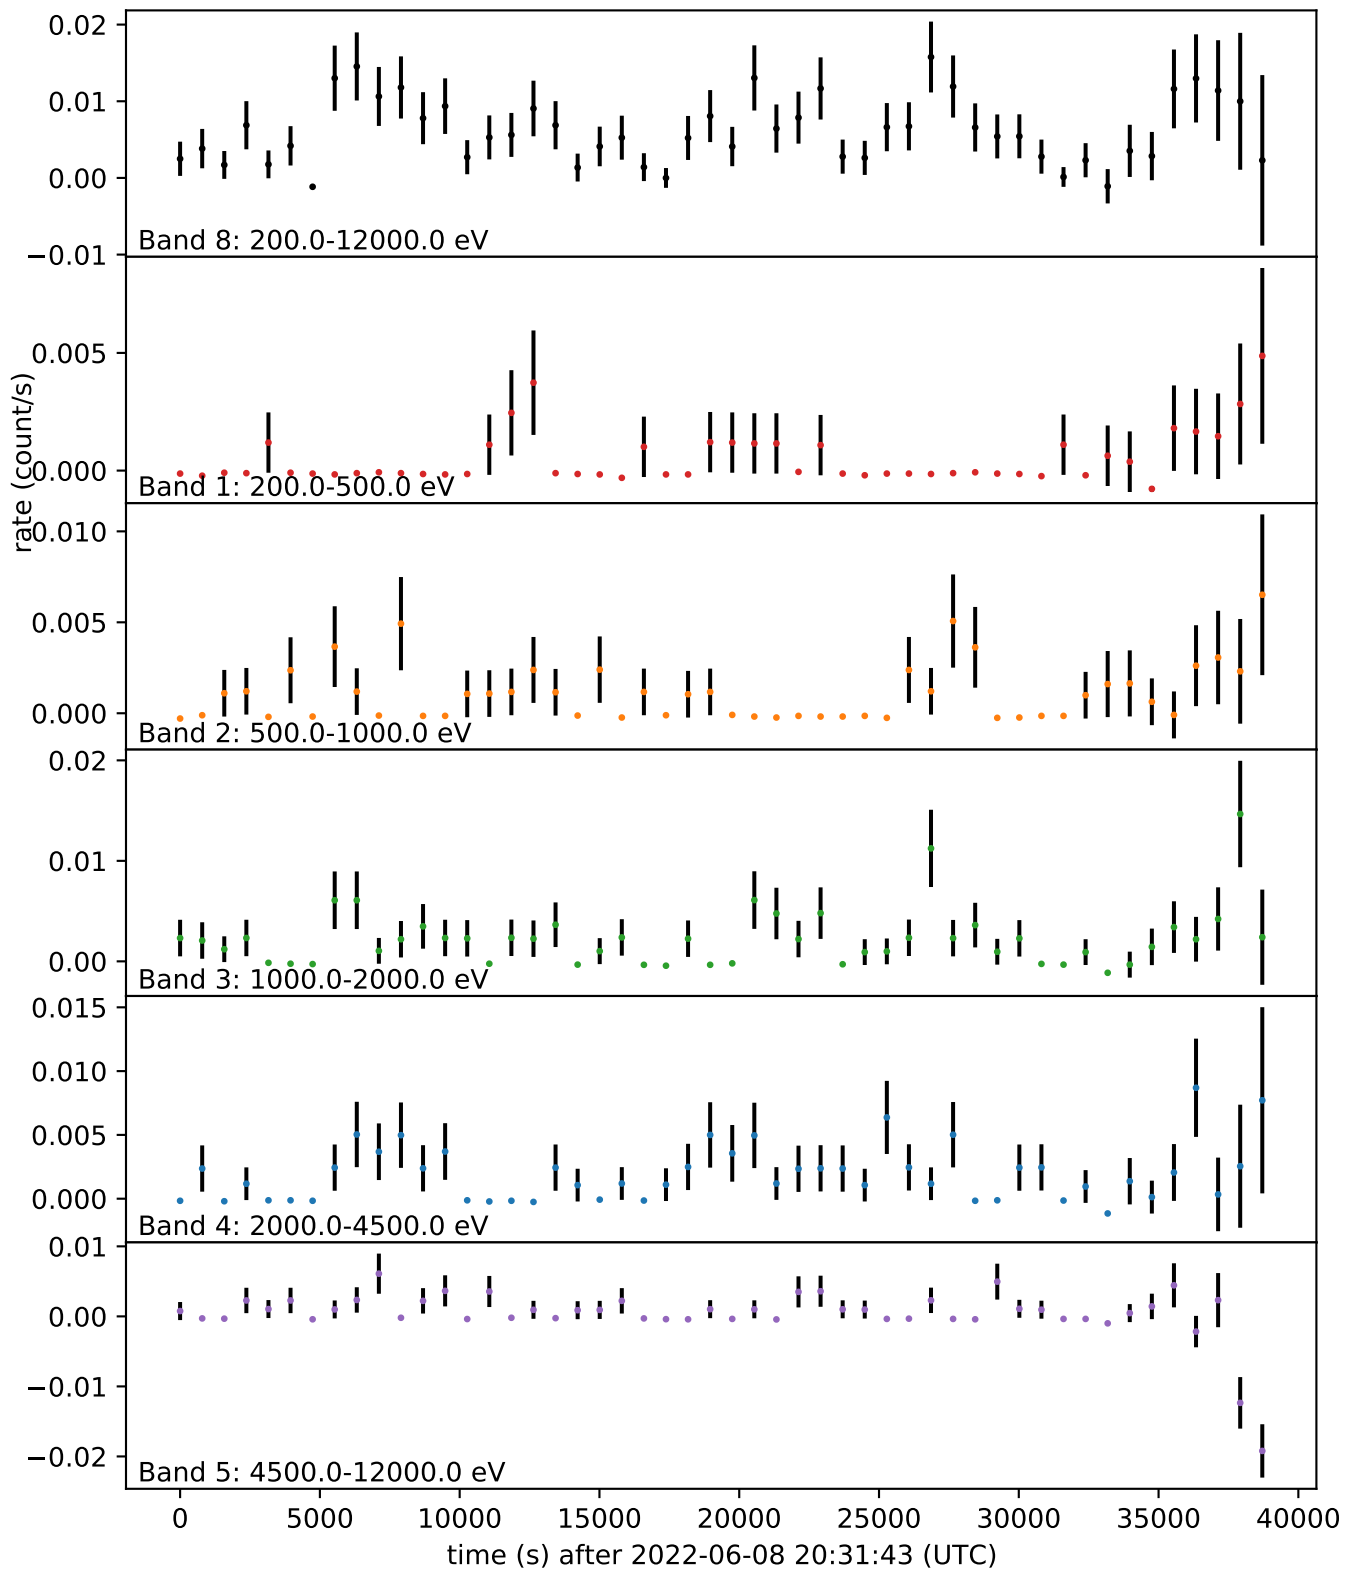 0.02
0.01
0.00
−0.01
Band 8: 200.0-12000.0 eV
0.005
0.000
Band 1: 200.0-500.0 eV
rate (count/s)
0.010
0.005
0.000
Band 2: 500.0-1000.0 eV
0.02
0.01
0.00
Band 3: 1000.0-2000.0 eV
0.015
0.010
0.005
0.000
Band 4: 2000.0-4500.0 eV
0.01
0.00
−0.01
−0.02
Band 5: 4500.0-12000.0 eV
0 5000 10000 15000 20000 25000 30000 35000 40000
time (s) after 2022-06-08 20:31:43 (UTC)